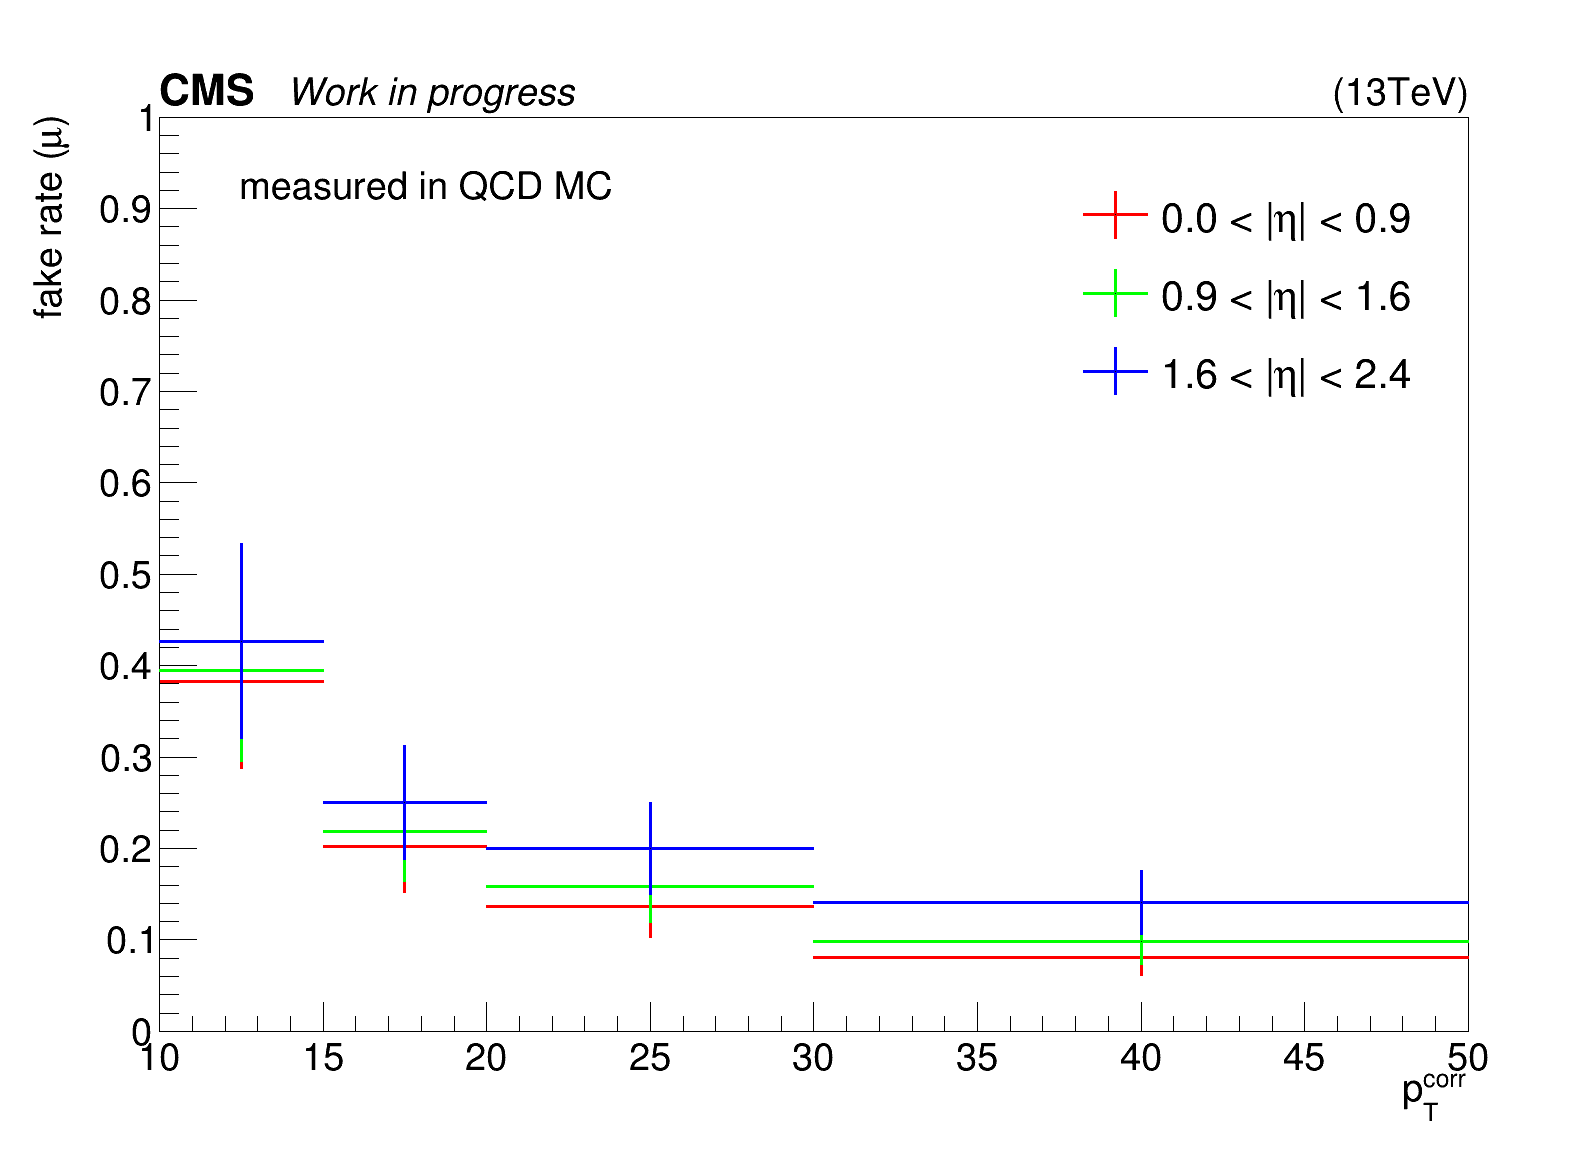 CMS Work in progress (13TeV)
fake rate (μ)
measured in QCD MC
0.0 < |η| < 0.9
0.9 < |η| < 1.6
1.6 < |η| < 2.4
1
0.9
0.8
0.7
0.6
0.5
0.4
0.3
0.2
0.1
0
10 15 20 25 30 35 40 45 50
p_T^corr